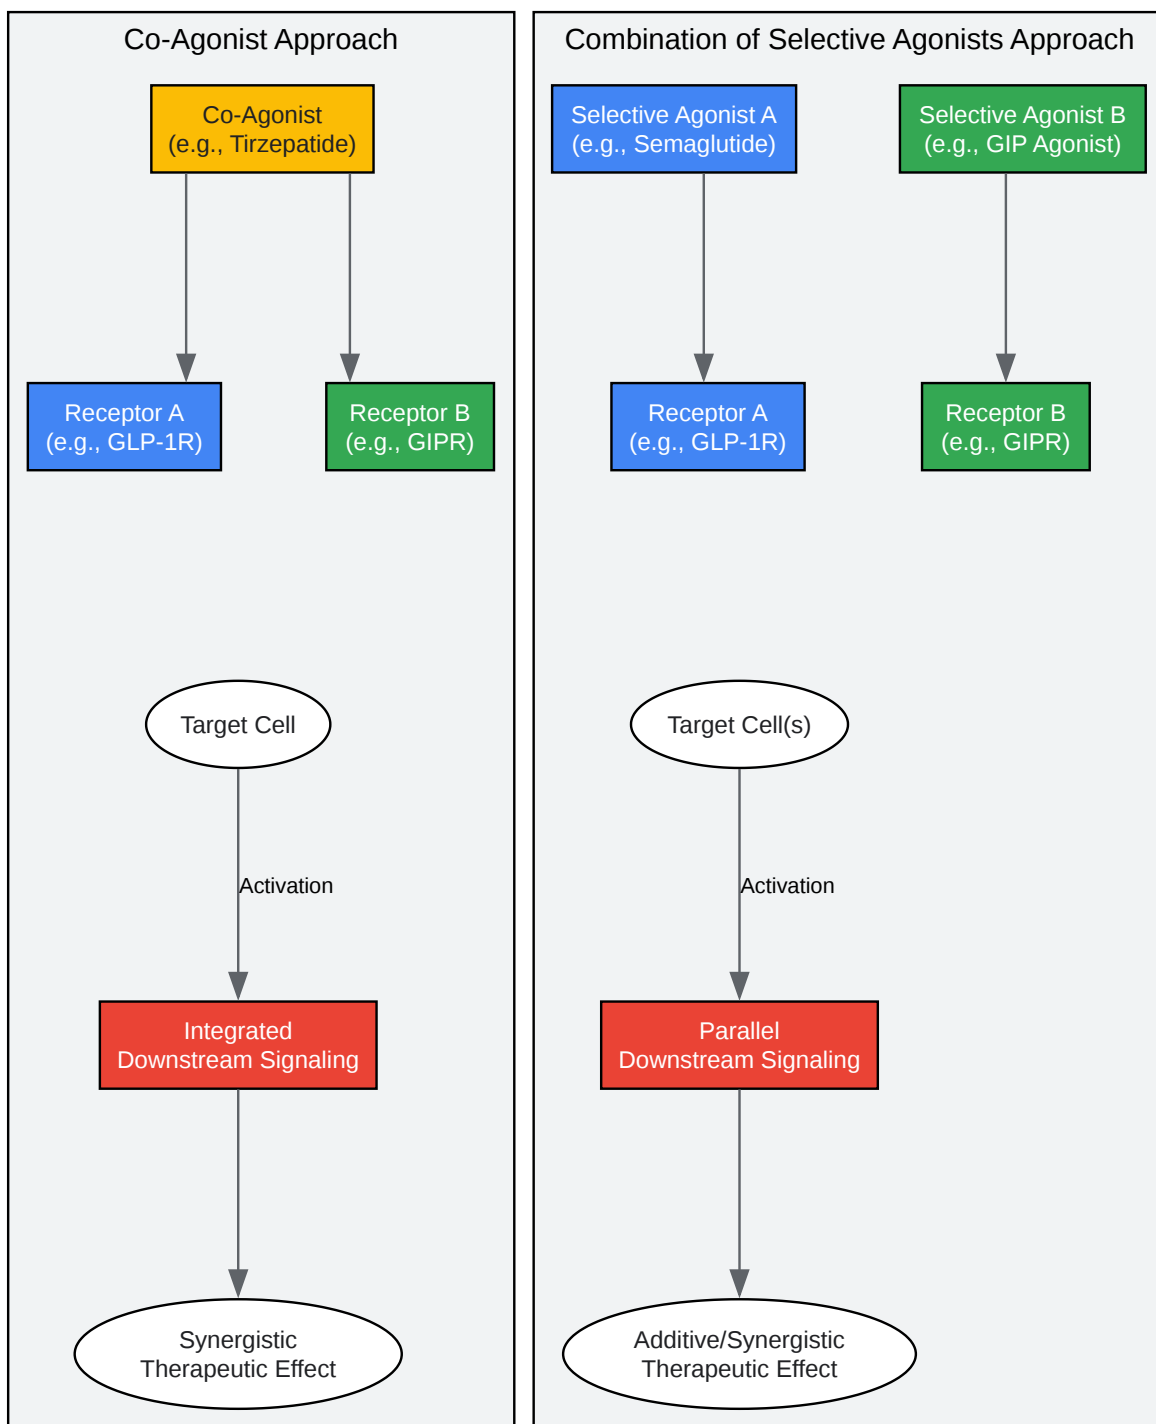 Co-Agonist Approach
Co-Agonist
(e.g., Tirzepatide)
Receptor A
(e.g., GLP-1R)
Receptor B
(e.g., GIPR)
Target Cell
Activation
Integrated
Downstream Signaling
Synergistic
Therapeutic Effect
Combination of Selective Agonists Approach
Selective Agonist A
(e.g., Semaglutide)
Selective Agonist B
(e.g., GIP Agonist)
Receptor A
(e.g., GLP-1R)
Receptor B
(e.g., GIPR)
Target Cell(s)
Activation
Parallel
Downstream Signaling
Additive/Synergistic
Therapeutic Effect